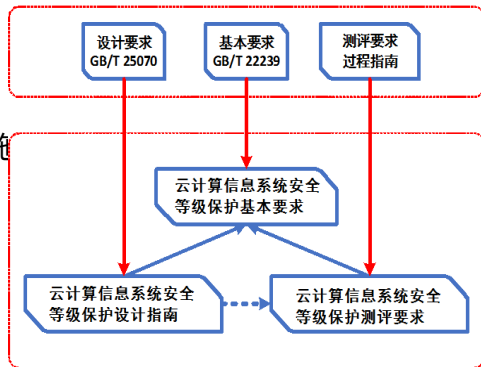 设计要求
GB/T 25070
基本要求
GB/T 22239
测评要求
过程指南
施
云计算信息系统安全
等级保护基本要求
云计算信息系统安全
等级保护设计指南
云计算信息系统安全
等级保护测评要求